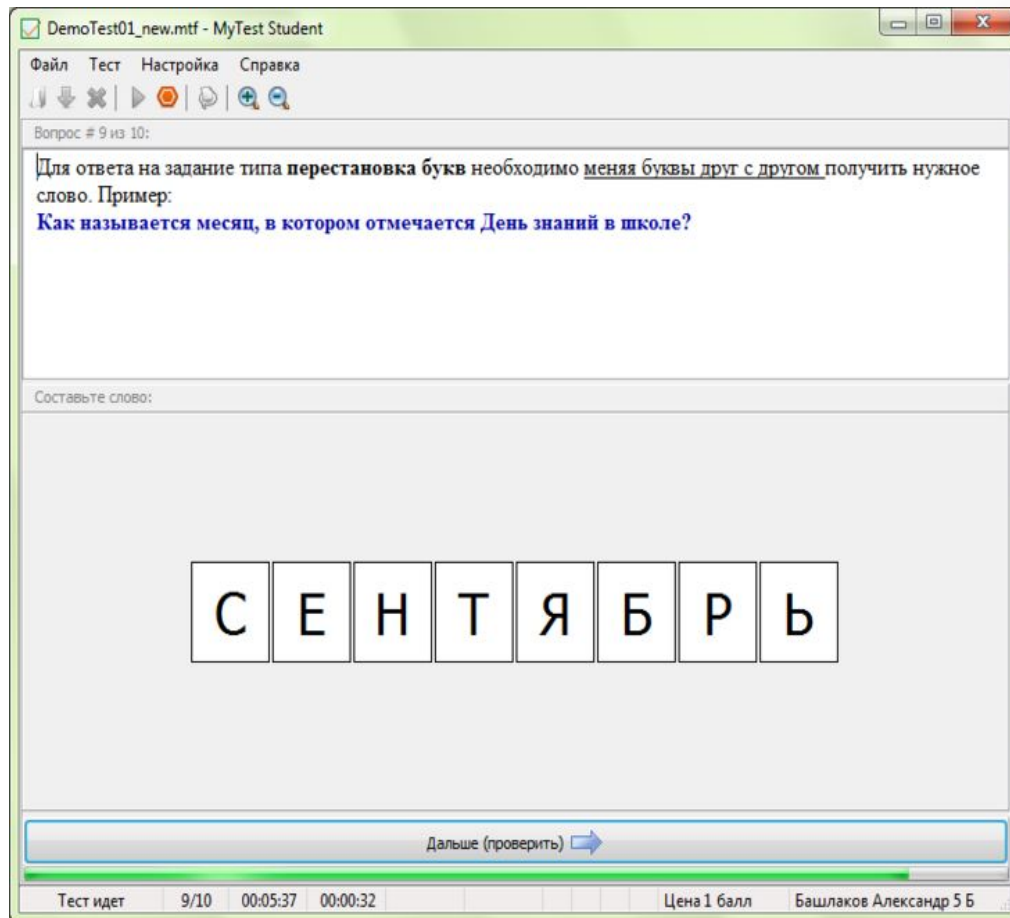 DemoTest01_new.mtf - MyTest Student
Файл Тест Настройка Справка
Вопрос # 9 из 10:
Для ответа на задание типа перестановка букв необходимо меняя буквы друг с другом получить нужное
слово. Пример:
Как называется месяц, в котором отмечается День знаний в школе?
Составьте слово:
С Е Н Т Я Б Р Ь
Дальше (проверить)
Тест идет 9/10 00:05:37 00:00:32 Цена 1 балл Башлаков Александр 5 Б